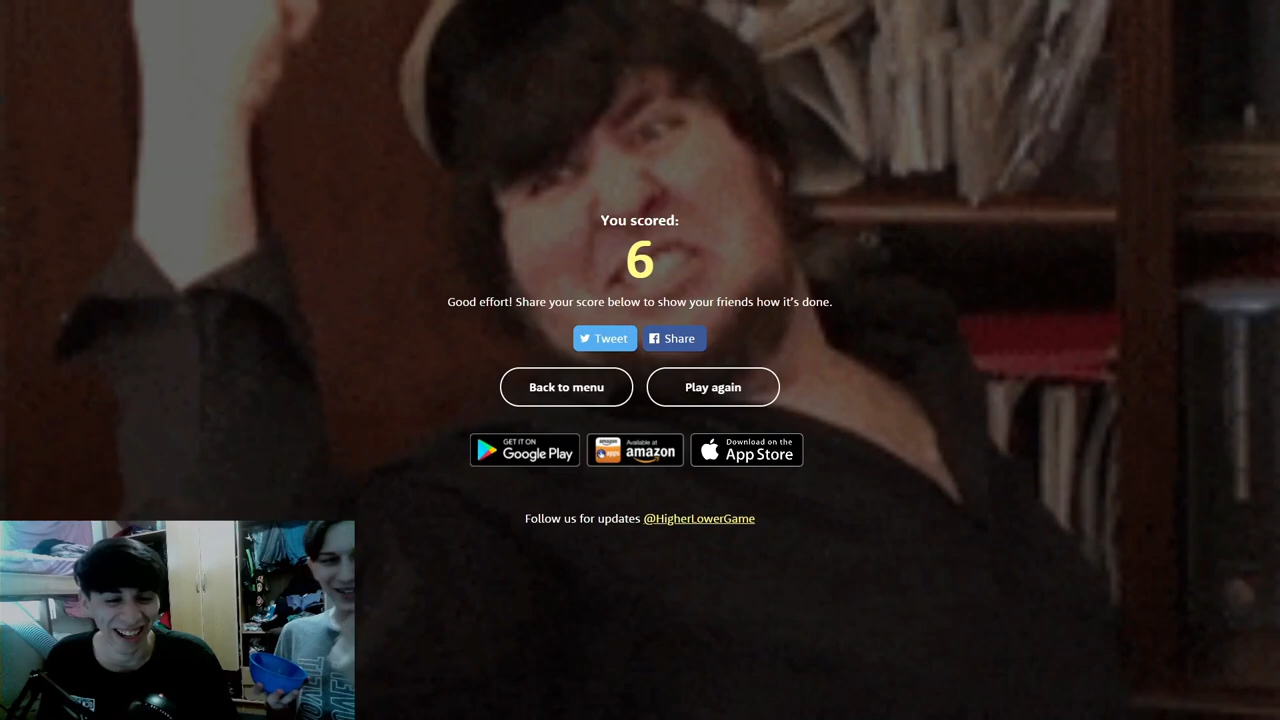 You scored:
6
Good effort! Share your score below to show your friends how it's done.
Tweet Share
Back to menu Play again
GET IT ON Google Play
Available at amazon apps
Download on the App Store
Follow us for updates @HigherLowerGame